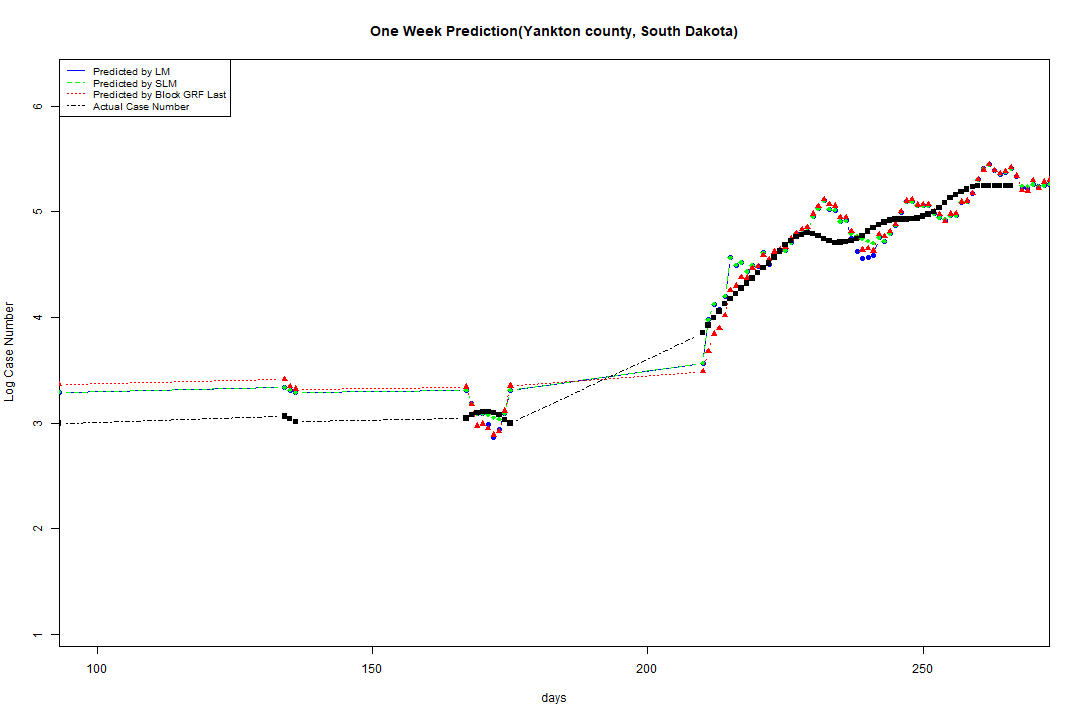 One Week Prediction(Yankton county, South Dakota)
Predicted by LM
Predicted by SLM
Predicted by Block GRF Last
Actual Case Number
6
5
4
3
2
1
Log Case Number
100 150 200 250
days